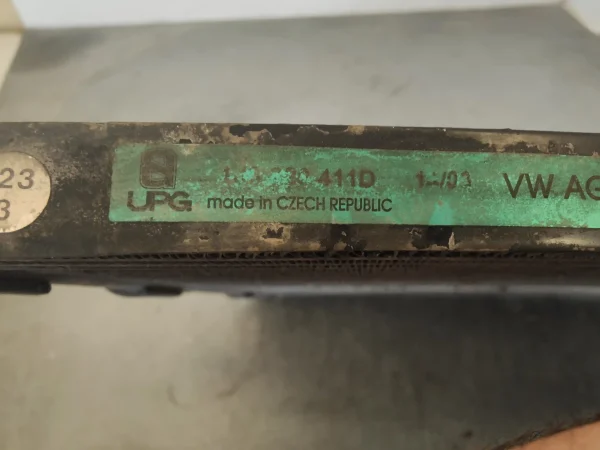 23
3
411D
VW AG
UPG
made in CZECH REPUBLIC